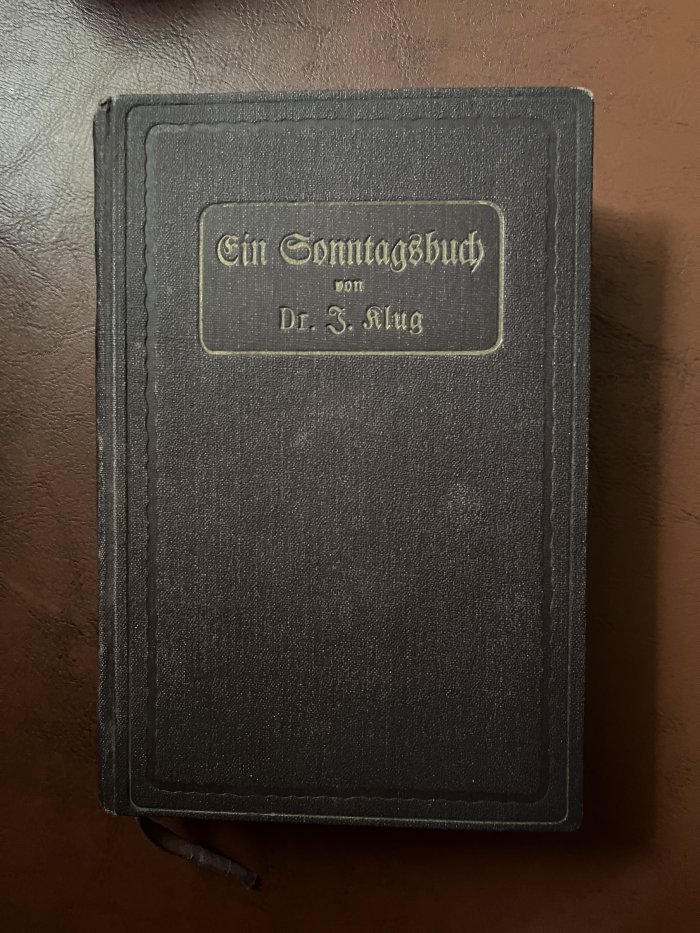 Ein Sonntagsbuch
von
Dr. J. Klug